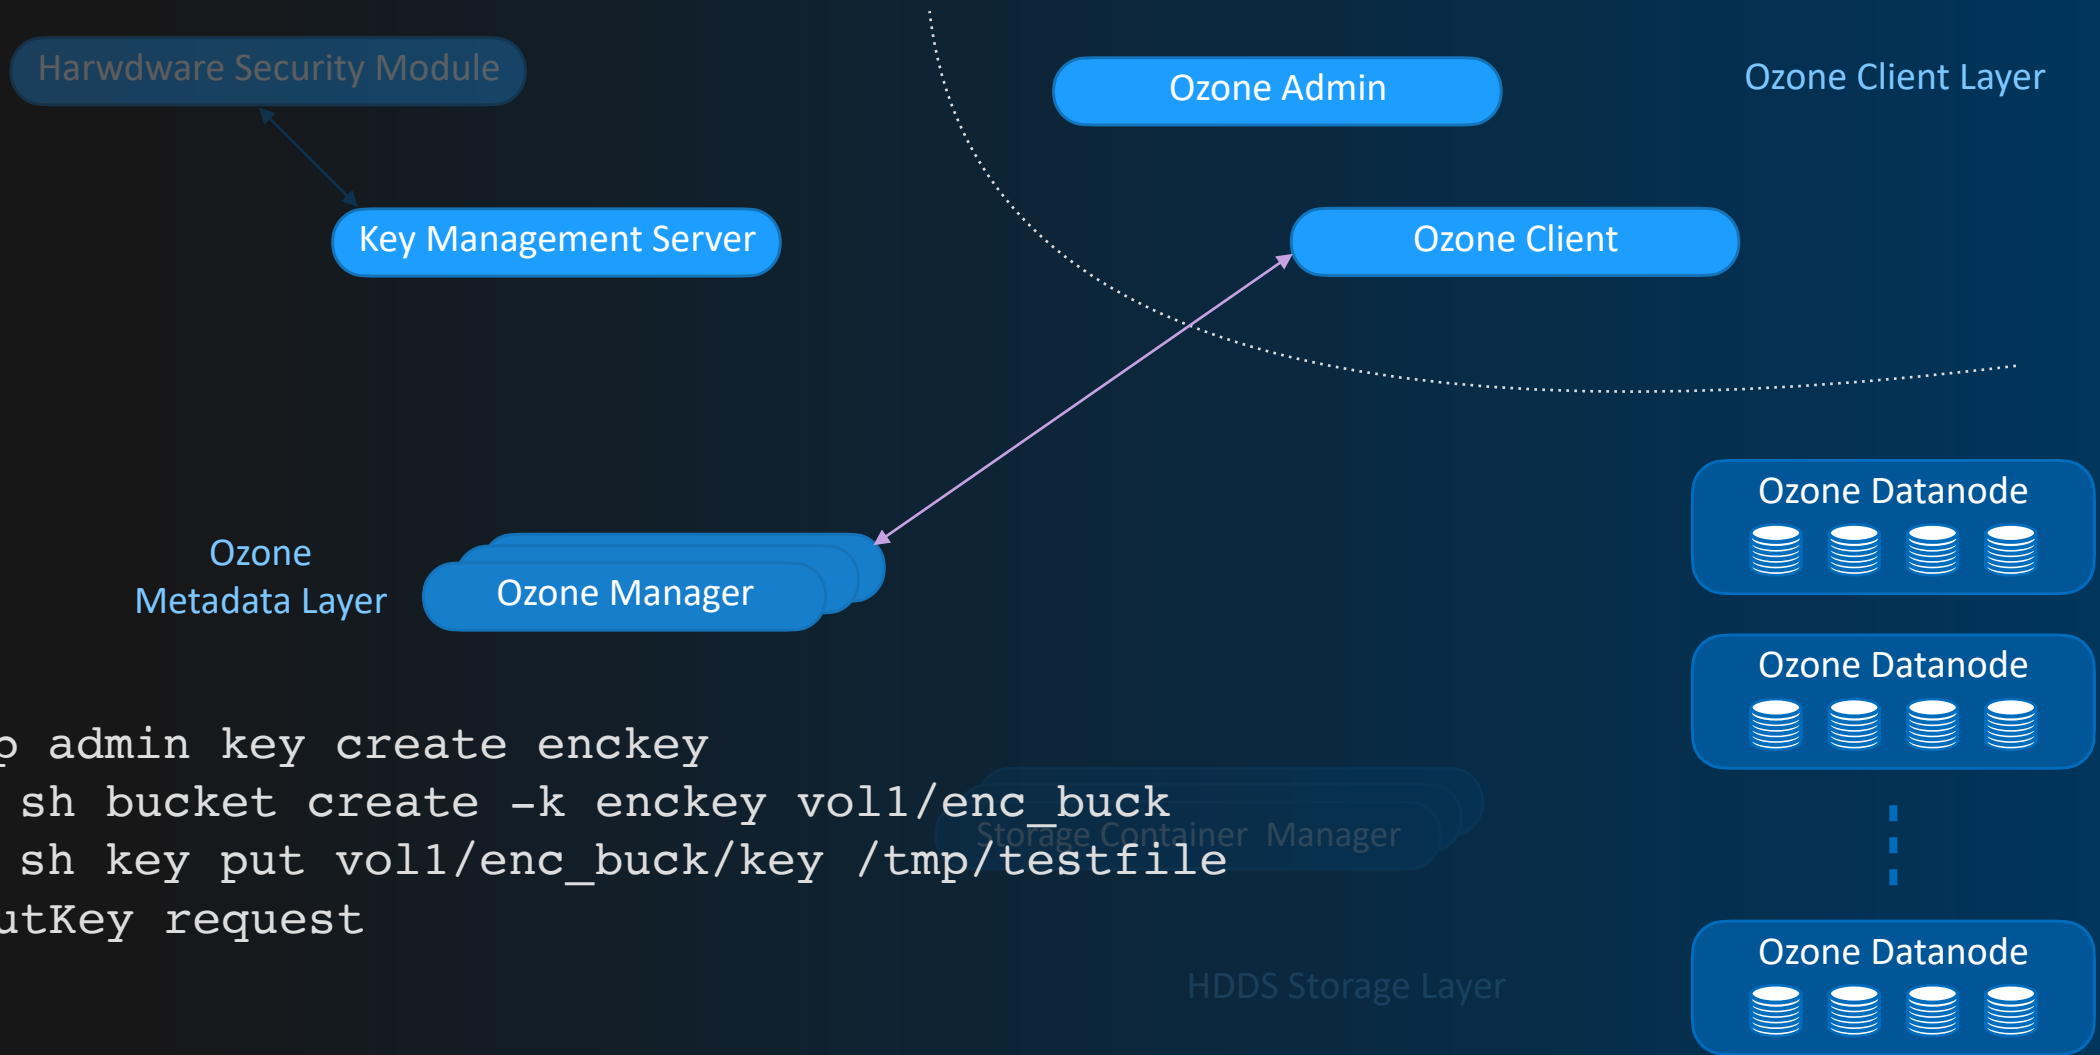 Harwdware Security Module
Ozone Admin
Ozone Client Layer
Key Management Server
Ozone Client
Ozone Datanode
Ozone
Metadata Layer
Ozone Manager
Ozone Datanode
p admin key create enckey
sh bucket create -k enckey vol1/enc_buck
Storage Container Manager
sh key put vol1/enc_buck/key /tmp/testfile
utKey request
Ozone Datanode
HDDS Storage Layer